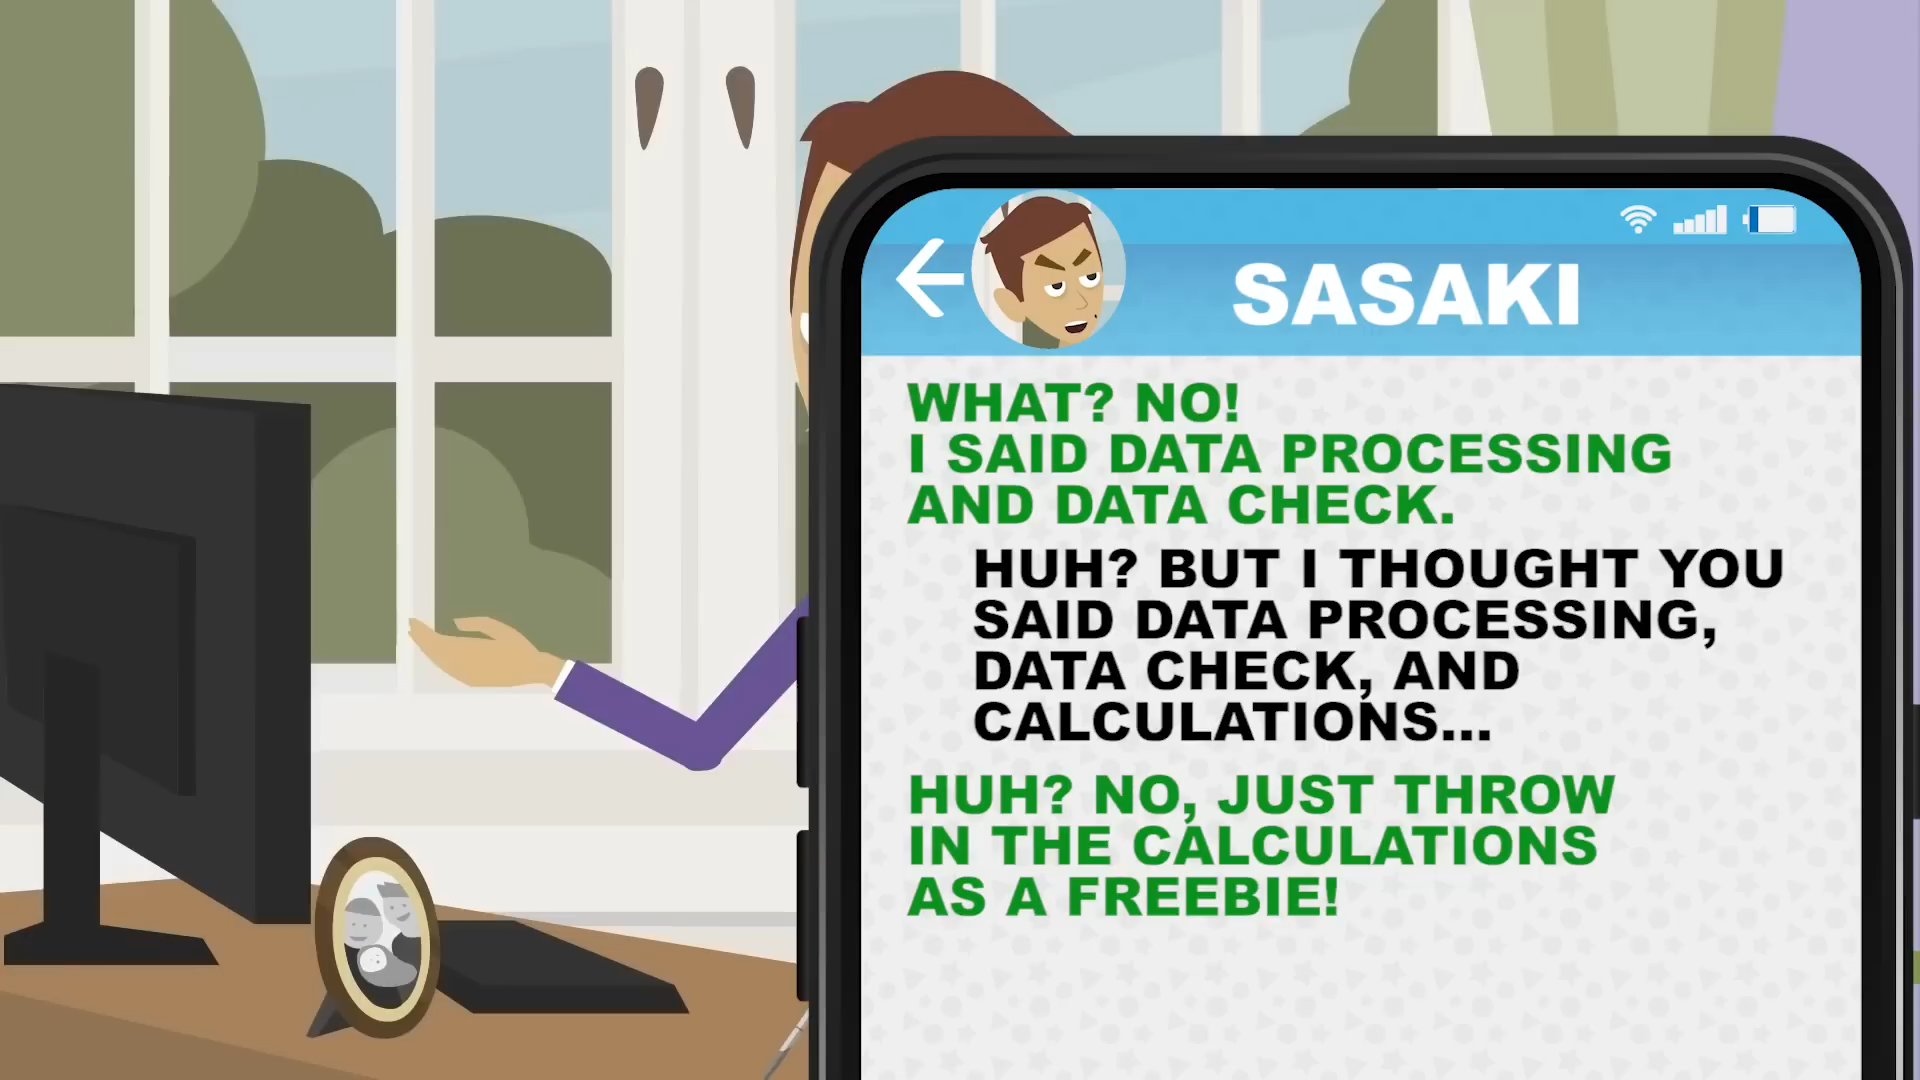 SASAKI
WHAT? NO!
I SAID DATA PROCESSING
AND DATA CHECK.
HUH? BUT I THOUGHT YOU
SAID DATA PROCESSING,
DATA CHECK, AND
CALCULATIONS...
HUH? NO, JUST THROW
IN THE CALCULATIONS
AS A FREEBIE!